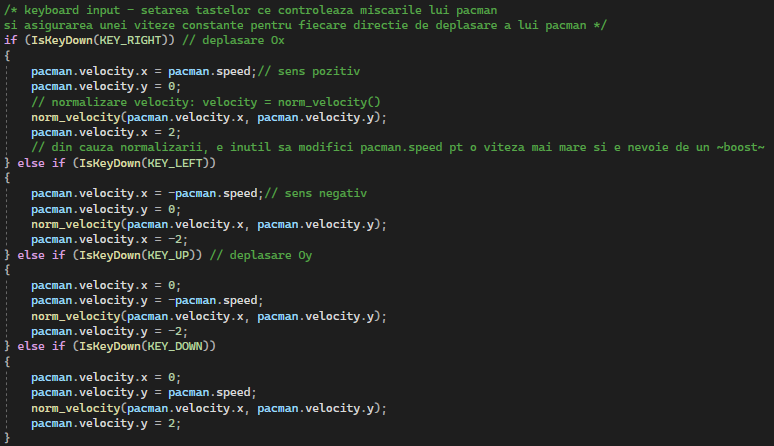 /* keyboard input - setarea tastelor ce controleaza miscarile lui pacman
si asigurarea unei viteze constante pentru fiecare directie de deplasare a lui pacman */
if (IsKeyDown(KEY_RIGHT)) // deplasare Ox
{
    pacman.velocity.x = pacman.speed;// sens pozitiv
    pacman.velocity.y = 0;
    // normalizare velocity: velocity = norm_velocity()
    norm_velocity(pacman.velocity.x, pacman.velocity.y);
    pacman.velocity.x = 2;
    // din cauza normalizarii, e inutil sa modifici pacman.speed pt o viteza mai mare si e nevoie de un ~boost~
} else if (IsKeyDown(KEY_LEFT))
{
    pacman.velocity.x = -pacman.speed;// sens negativ
    pacman.velocity.y = 0;
    norm_velocity(pacman.velocity.x, pacman.velocity.y);
    pacman.velocity.x = -2;
} else if (IsKeyDown(KEY_UP)) // deplasare Oy
{
    pacman.velocity.x = 0;
    pacman.velocity.y = -pacman.speed;
    norm_velocity(pacman.velocity.x, pacman.velocity.y);
    pacman.velocity.y = -2;
} else if (IsKeyDown(KEY_DOWN))
{
    pacman.velocity.x = 0;
    pacman.velocity.y = pacman.speed;
    norm_velocity(pacman.velocity.x, pacman.velocity.y);
    pacman.velocity.y = 2;
}